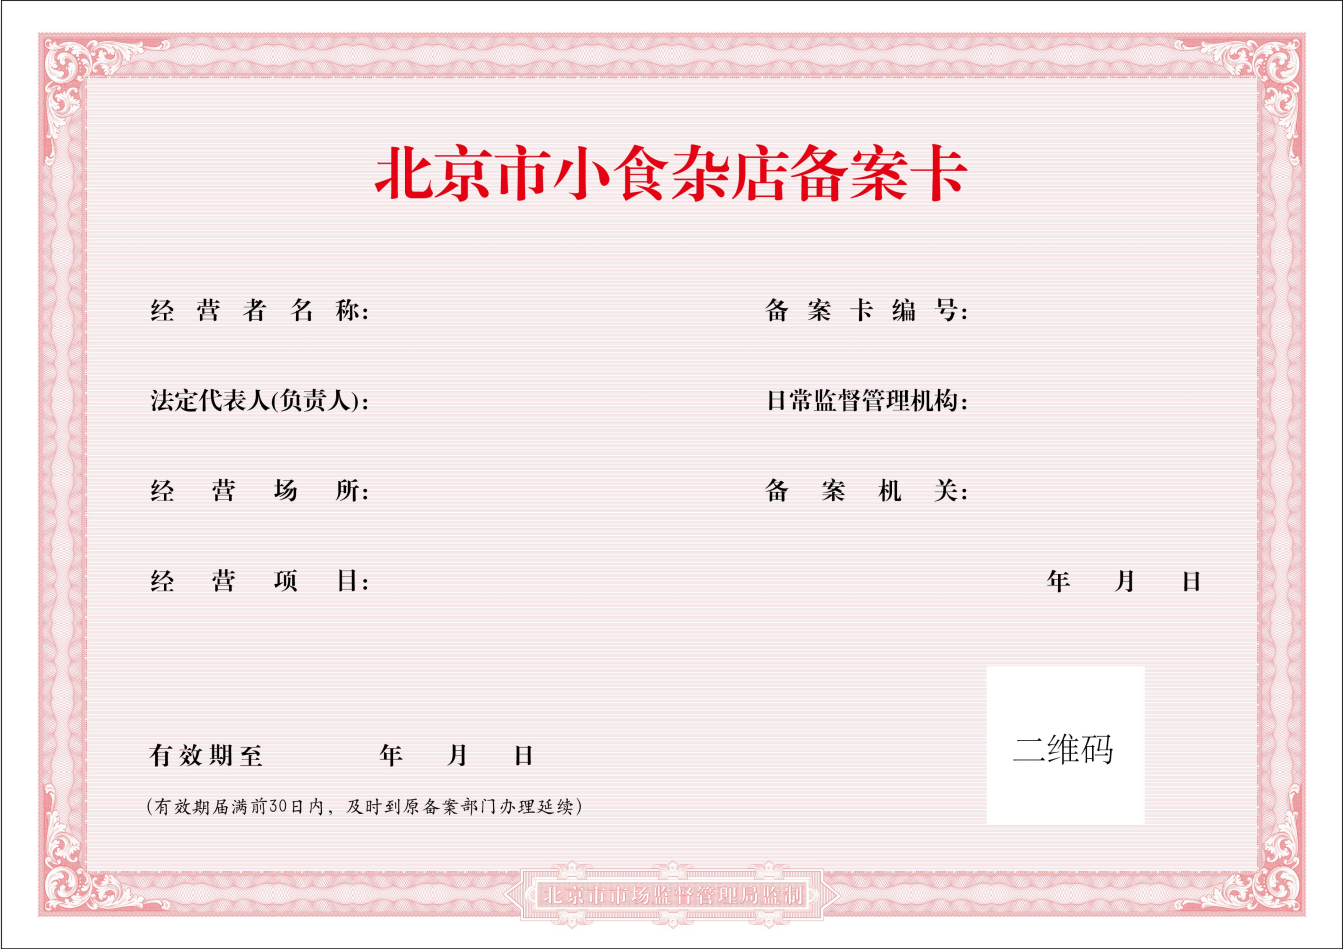 北京市小食杂店备案卡
经营者名称:
备案卡编号:
法定代表人(负责人):
日常监督管理机构:
经营场所:
备案机关:
经营项目:
年 月 日
二维码
有效期至 年 月 日
(有效期届满前30日内，及时到原备案部门办理延续)
北京市市场监督管理局监制